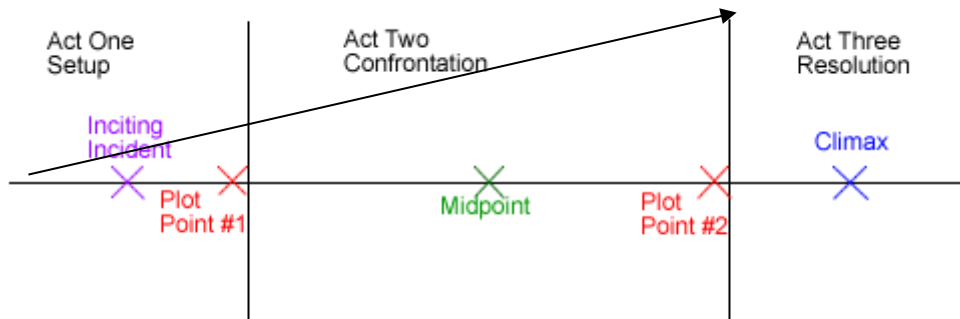 Act One
Setup
Act Two
Confrontation
Act Three
Resolution
Inciting
Incident
Climax
Plot
Point #1
Midpoint
Plot
Point #2